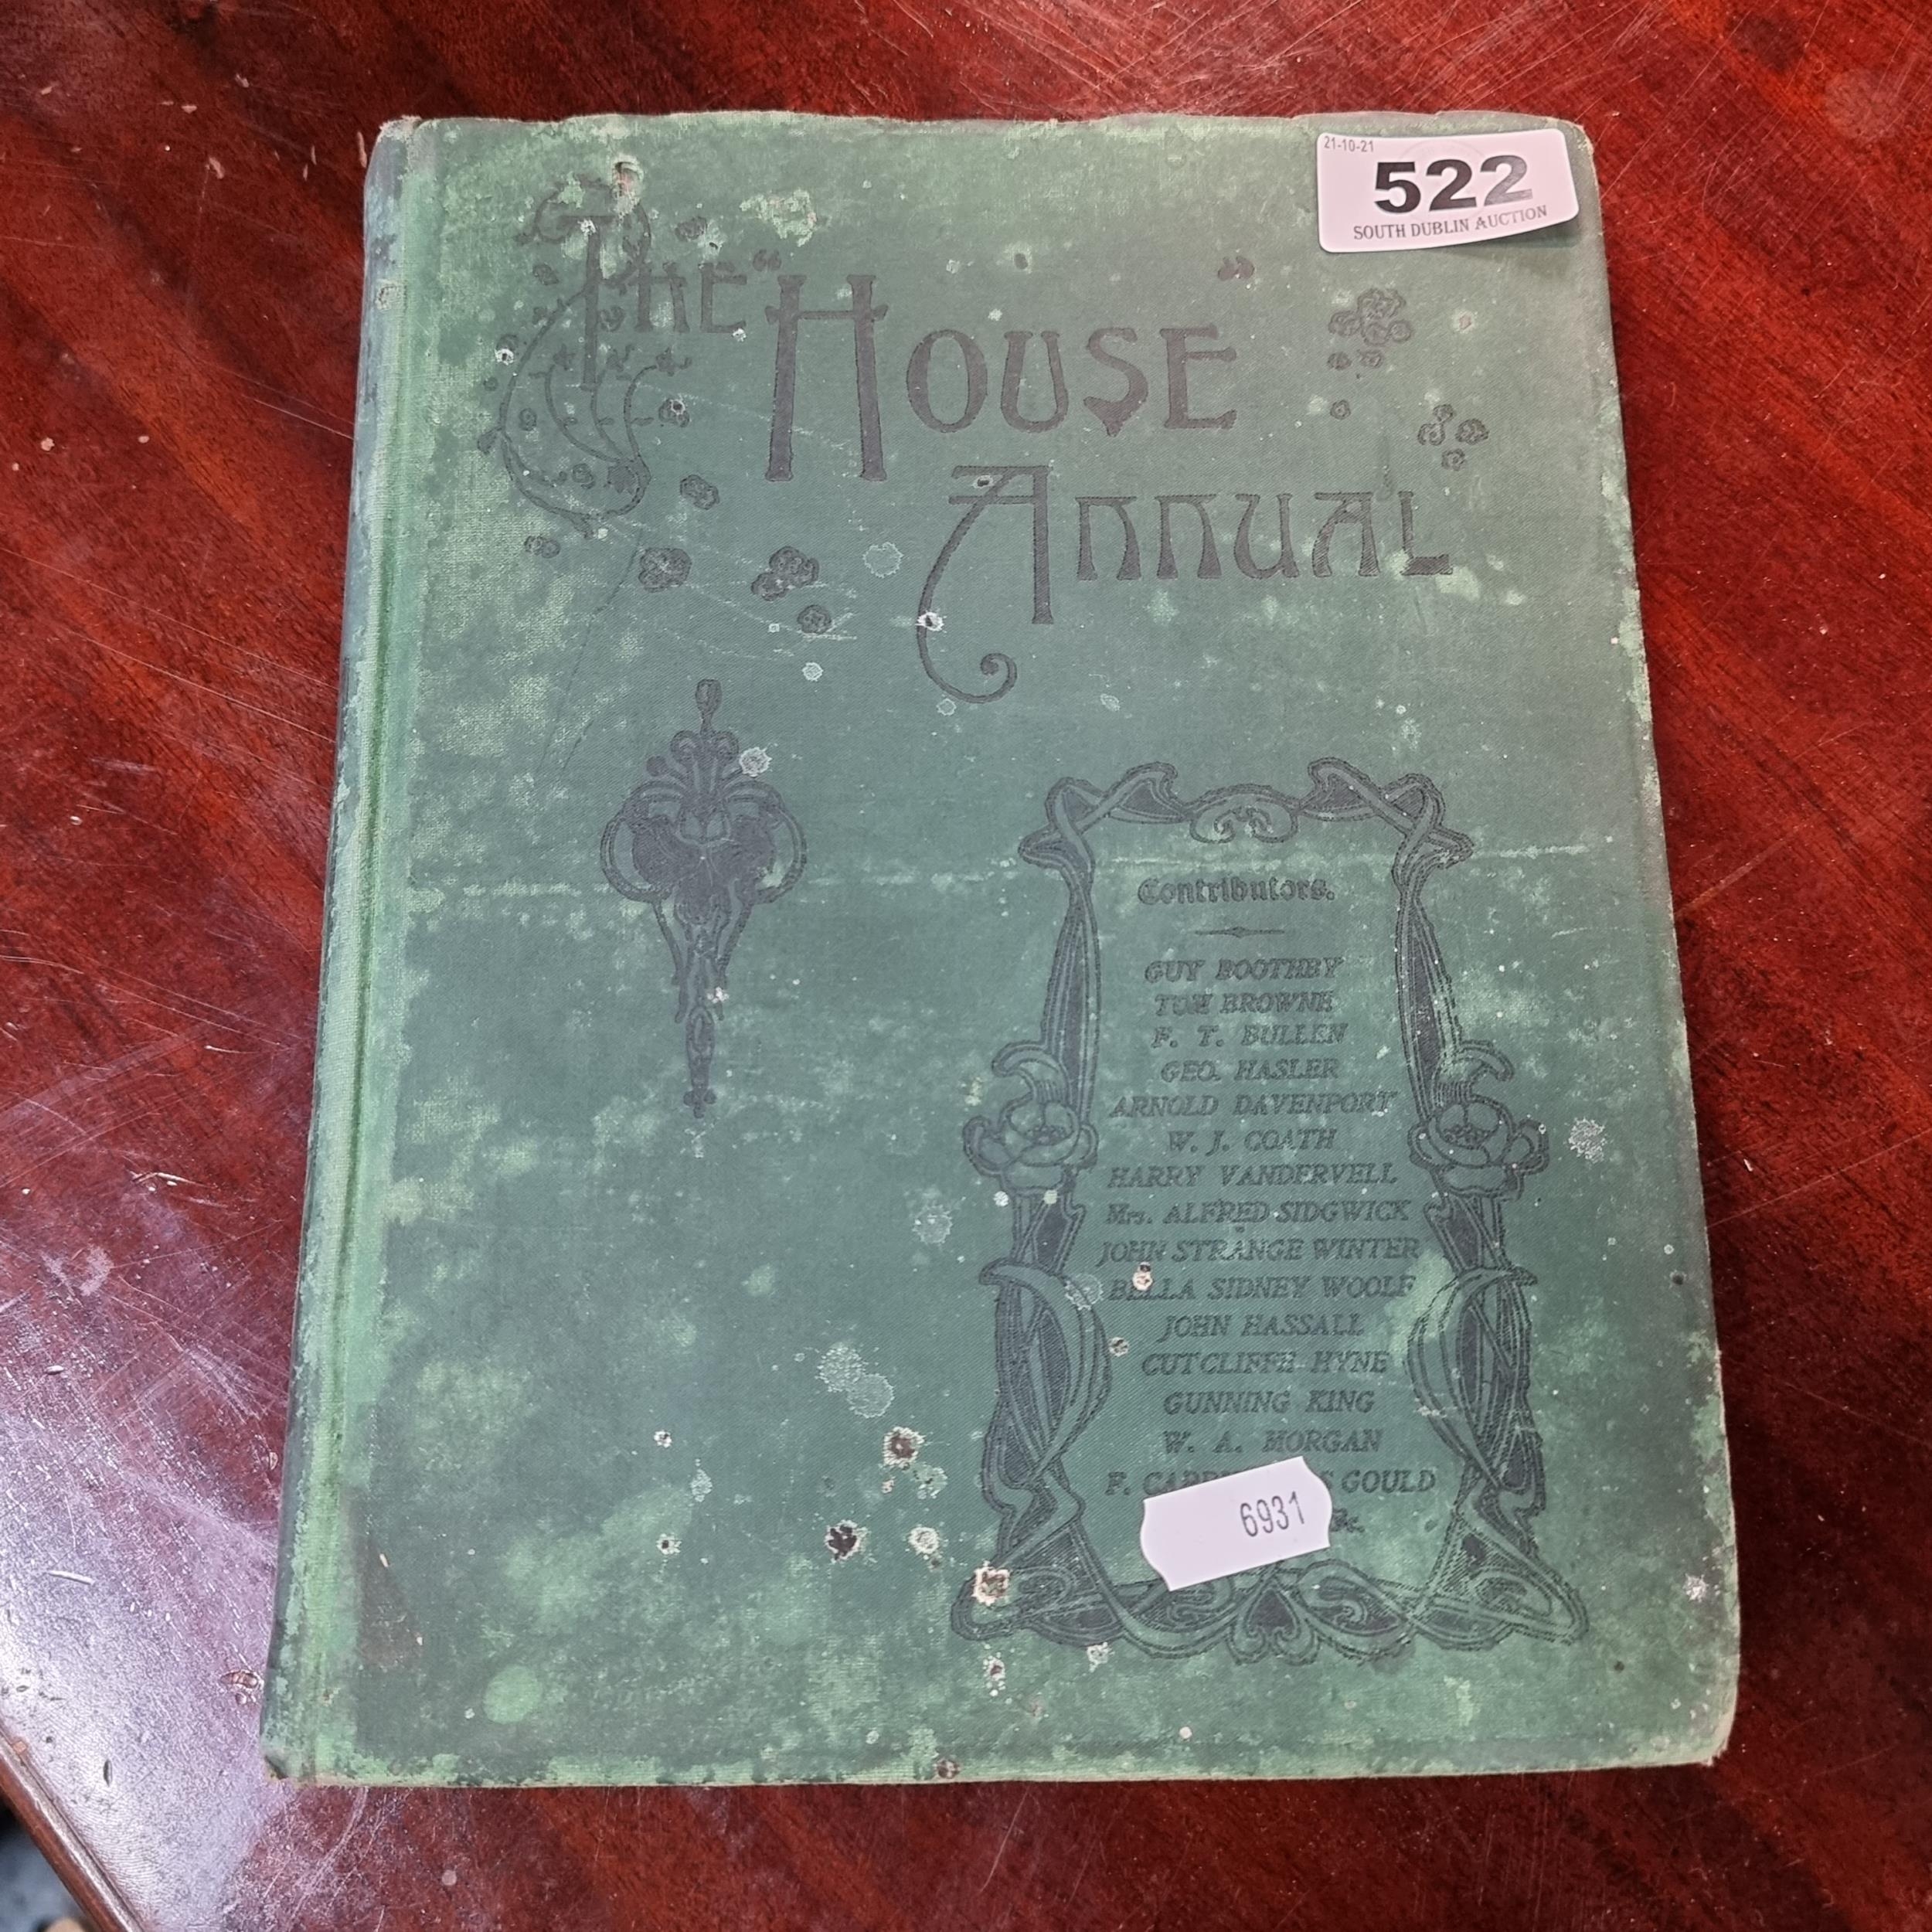 21-10-21
522
SOUTH DUBLIN AUCTION
THE "HOUSE"
ANNUAL
Contributors.
GUY BOOTHBY
TOM BROWNE
F. T. BULLEN
GEO. HASLER
ARNOLD DAVENPORT
W. J. COATH
HARRY VANDERVELL
Mrs. ALFRED SIDGWICK
JOHN STRANGE WINTER
BELLA SIDNEY WOOLF
JOHN HASSALL
CUTCLIFFE HYNE
GUNNING KING
W. A. MORGAN
F. GOULD
6931